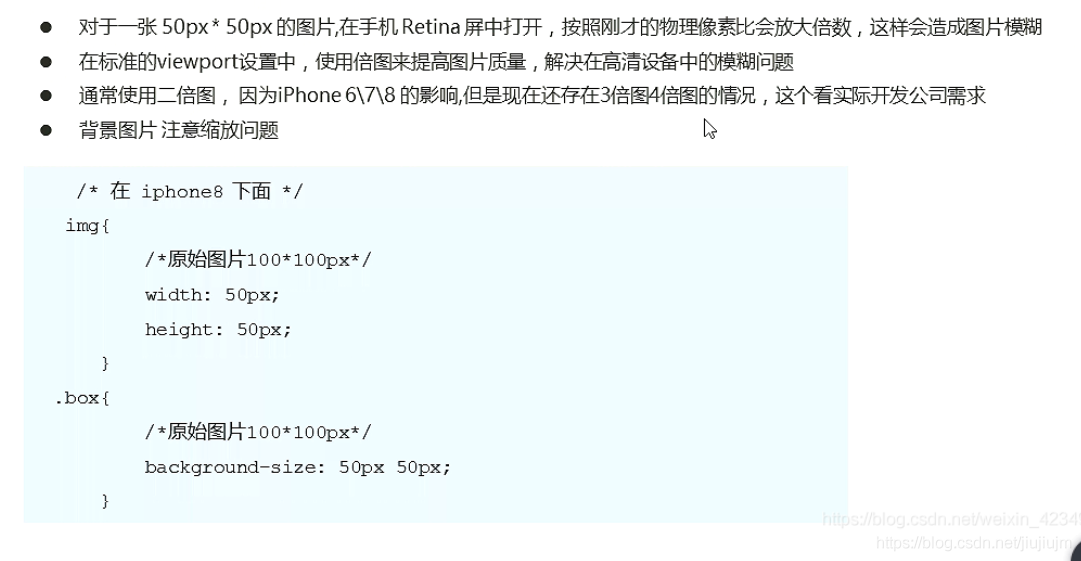 ● 对于一张 50px* 50px 的图片,在手机 Retina 屏中打开，按照刚才的物理像素比会放大倍数，这样会造成图片模糊
● 在标准的viewport设置中，使用倍图来提高图片质量，解决在高清设备中的模糊问题
● 通常使用二倍图， 因为iPhone 6\7\8 的影响,但是现在还存在3倍图4倍图的情况，这个看实际开发公司需求
● 背景图片 注意缩放问题
/* 在 iphone8 下面 */
img{
/*原始图片100*100px*/
width: 50px;
height: 50px;
}
.box{
/*原始图片100*100px*/
background-size: 50px 50px;
}
https://blog.csdn.net/weixin_4234
https://blog.csdn.net/jiujiujm